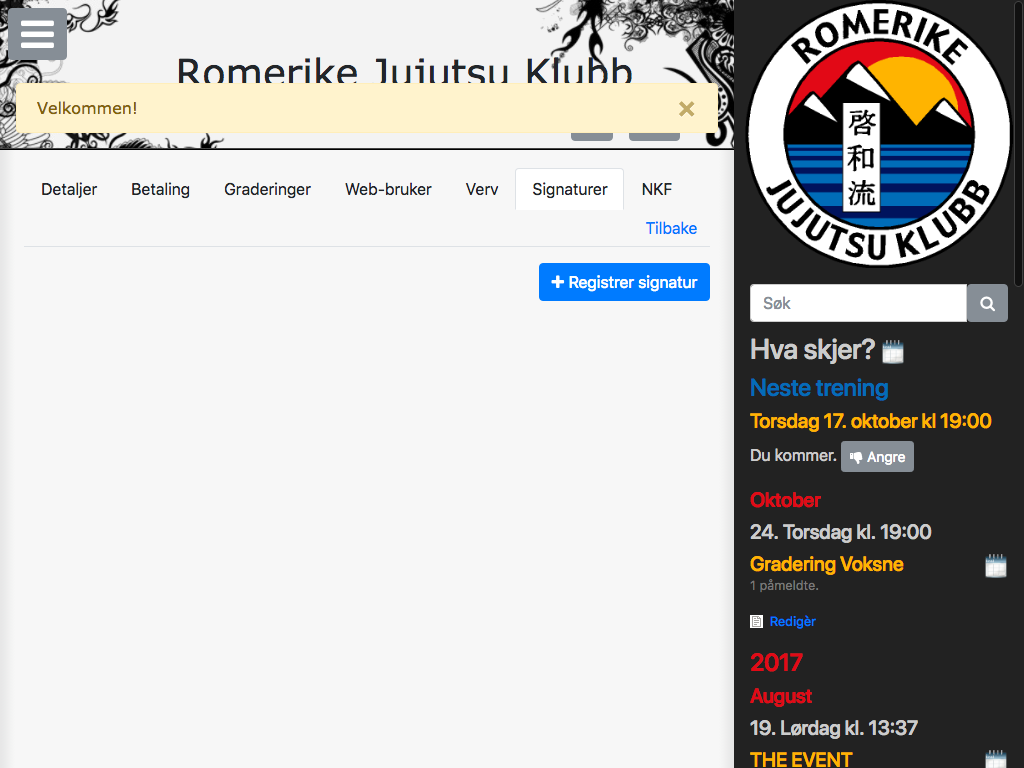 Romerike Jujutsu Klubb
Velkommen!
×
Detaljer Betaling Graderinger Web-bruker Verv Signaturer NKF
Tilbake
Registrer signatur
ROMERIKE
啓和流
JUJUTSU KLUBB
Søk
Hva skjer?
Neste trening
Torsdag 17. oktober kl 19:00
Du kommer. Angre
Oktober
24. Torsdag kl. 19:00
Gradering Voksne
1 påmeldte.
Redigèr
2017
August
19. Lørdag kl. 13:37
THE EVENT